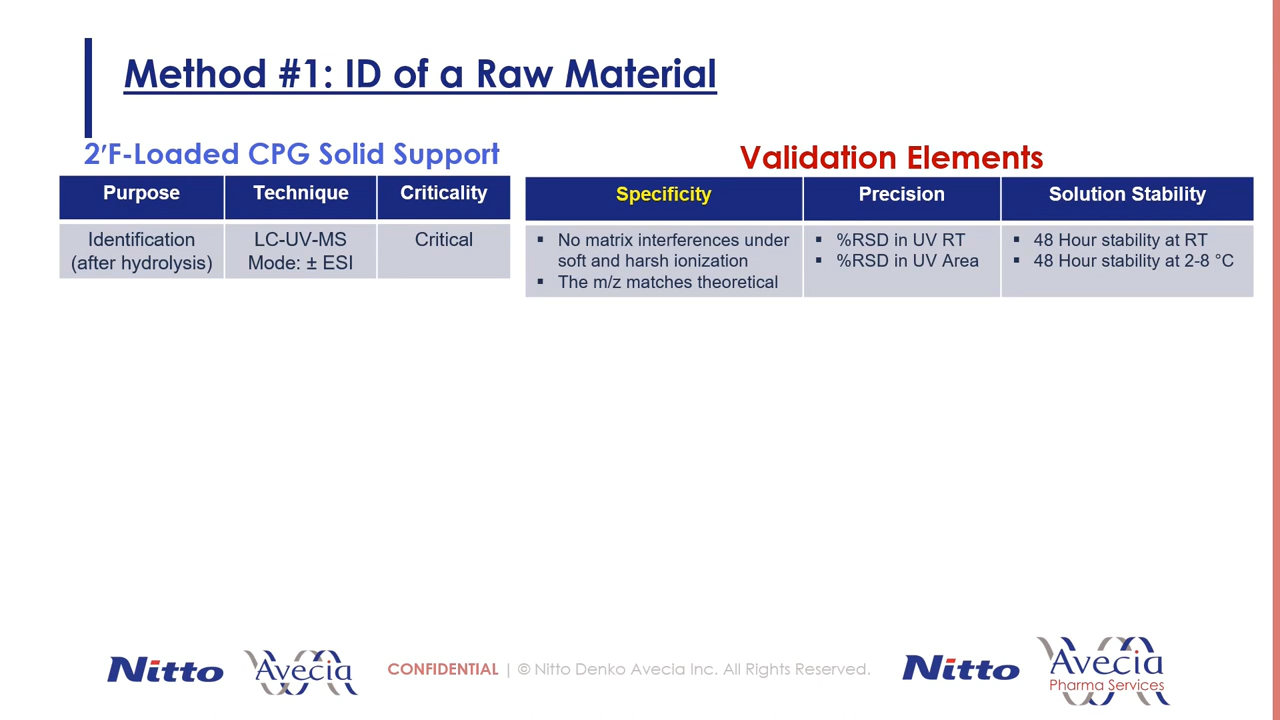 Method #1: ID of a Raw Material
2′F-Loaded CPG Solid Support
Purpose Technique Criticality
Identification LC-UV-MS Critical
(after hydrolysis) Mode: ± ESI
Validation Elements
Specificity Precision Solution Stability
▪ No matrix interferences under ▪ %RSD in UV RT ▪ 48 Hour stability at RT
soft and harsh ionization ▪ %RSD in UV Area ▪ 48 Hour stability at 2-8 °C
▪ The m/z matches theoretical
Nitto Avecia CONFIDENTIAL | © Nitto Denko Avecia Inc. All Rights Reserved. Nitto Avecia
Pharma Services